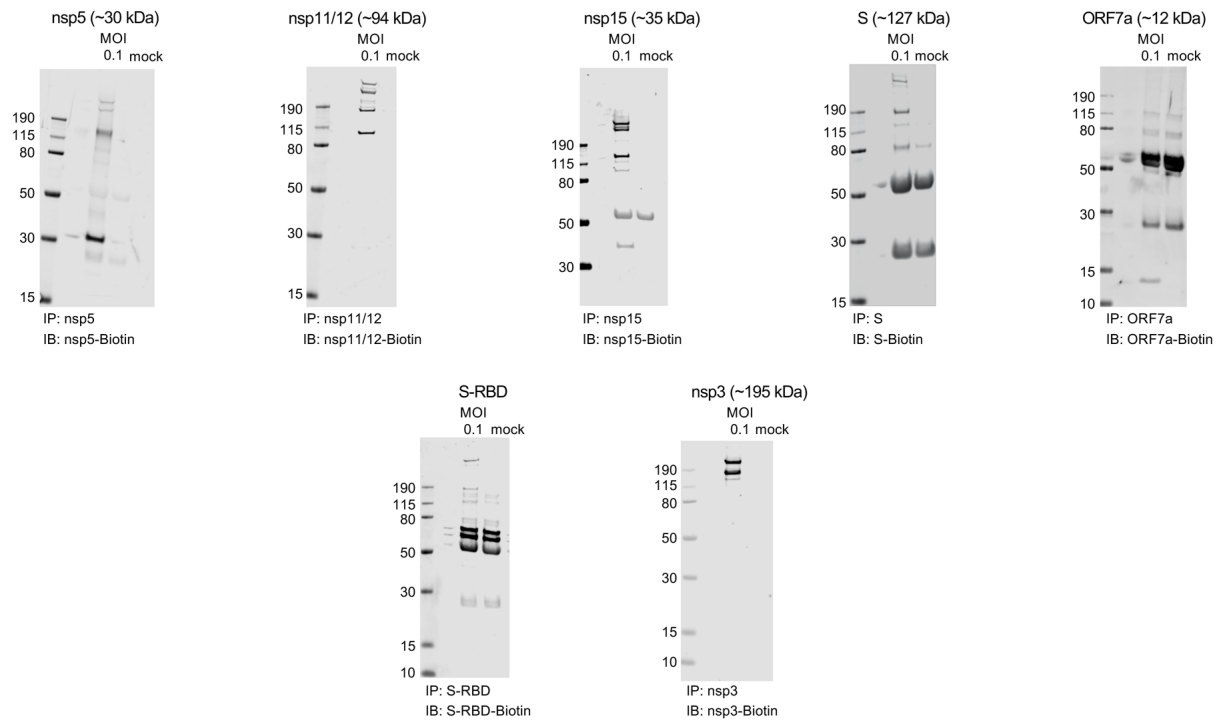 nsp5 (~30 kDa)
MOI
0.1 mock
190
115
80
50
30
15
IP: nsp5
IB: nsp5-Biotin
nsp11/12 (~94 kDa)
MOI
0.1 mock
190
115
80
50
30
15
IP: nsp11/12
IB: nsp11/12-Biotin
nsp15 (~35 kDa)
MOI
0.1 mock
190
115
80
50
30
IP: nsp15
IB: nsp15-Biotin
S (~127 kDa)
MOI
0.1 mock
190
115
80
50
30
15
IP: S
IB: S-Biotin
ORF7a (~12 kDa)
MOI
0.1 mock
190
115
80
50
30
15
10
IP: ORF7a
IB: ORF7a-Biotin
S-RBD
MOI
0.1 mock
190
115
80
50
30
15
10
IP: S-RBD
IB: S-RBD-Biotin
nsp3 (~195 kDa)
MOI
0.1 mock
190
115
80
50
30
15
10
IP: nsp3
IB: nsp3-Biotin